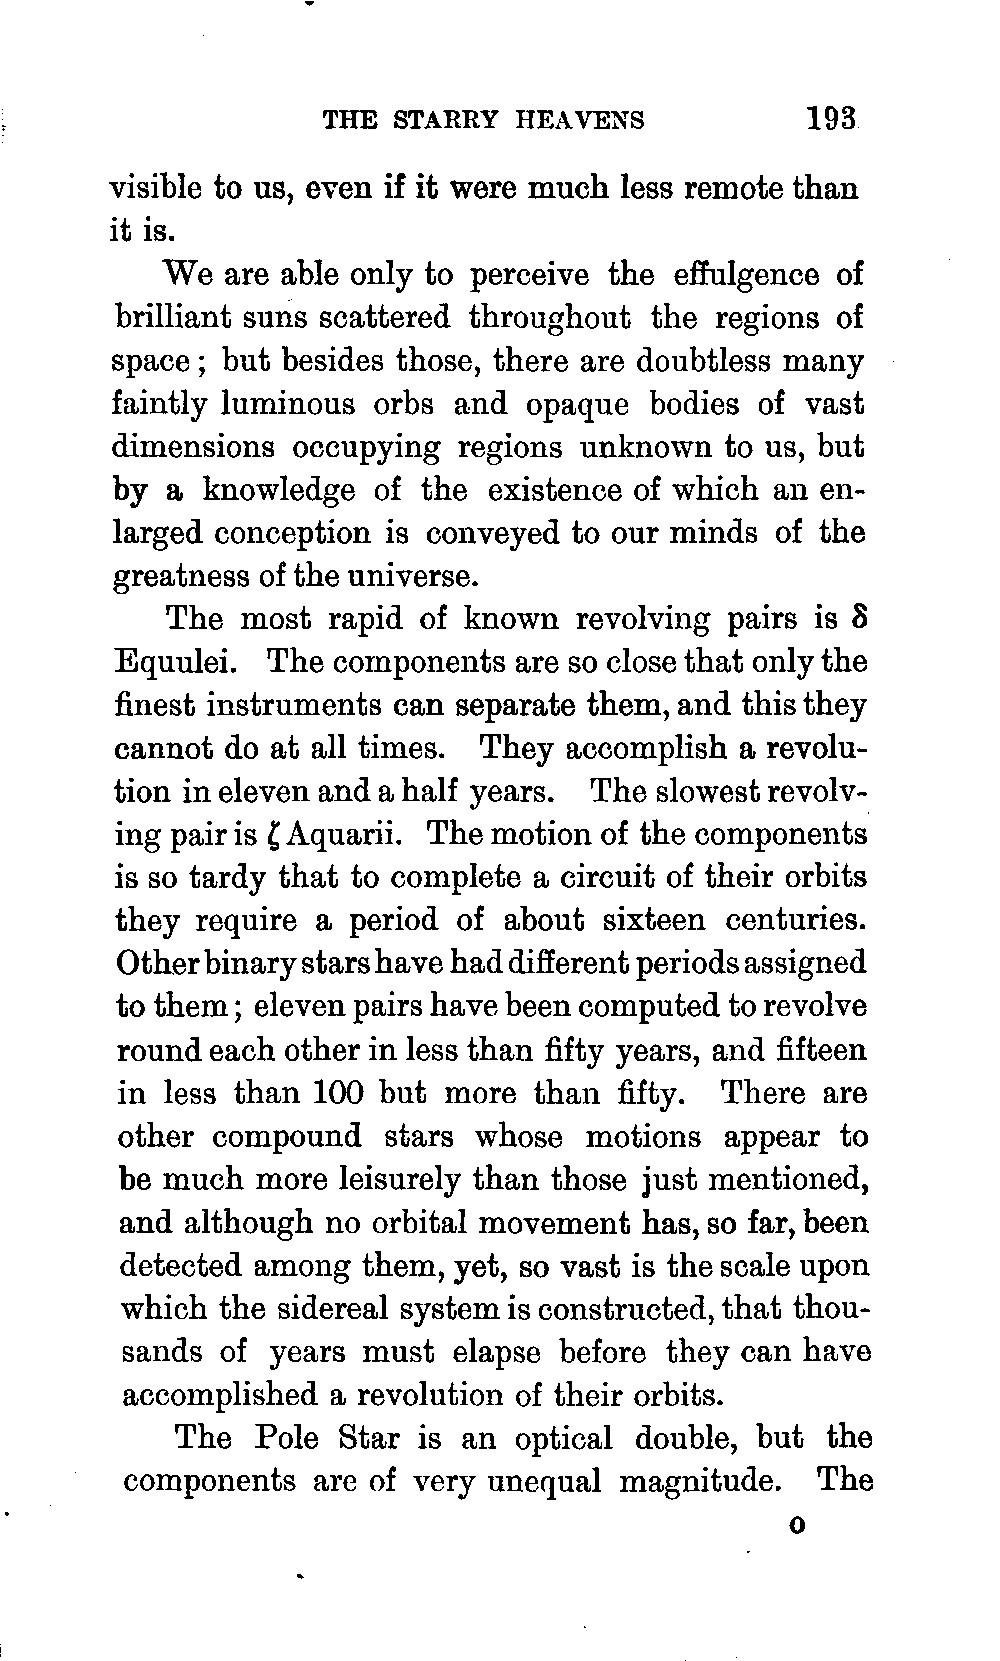 THE STARRY HEAVENS 193
visible to us, even if it were much less remote than
it is.
We are able only to perceive the effulgence of
brilliant suns scattered throughout the regions of
space; but besides those, there are doubtless many
faintly luminous orbs and opaque bodies of vast
dimensions occupying regions unknown to us, but
by a knowledge of the existence of which an en-
larged conception is conveyed to our minds of the
greatness of the universe.
The most rapid of known revolving pairs is δ
Equulei. The components are so close that only the
finest instruments can separate them, and this they
cannot do at all times. They accomplish a revolu-
tion in eleven and a half years. The slowest revolv-
ing pair is ζ Aquarii. The motion of the components
is so tardy that to complete a circuit of their orbits
they require a period of about sixteen centuries.
Other binary stars have had different periods assigned
to them; eleven pairs have been computed to revolve
round each other in less than fifty years, and fifteen
in less than 100 but more than fifty. There are
other compound stars whose motions appear to
be much more leisurely than those just mentioned,
and although no orbital movement has, so far, been
detected among them, yet, so vast is the scale upon
which the sidereal system is constructed, that thou-
sands of years must elapse before they can have
accomplished a revolution of their orbits.
The Pole Star is an optical double, but the
components are of very unequal magnitude. The
O